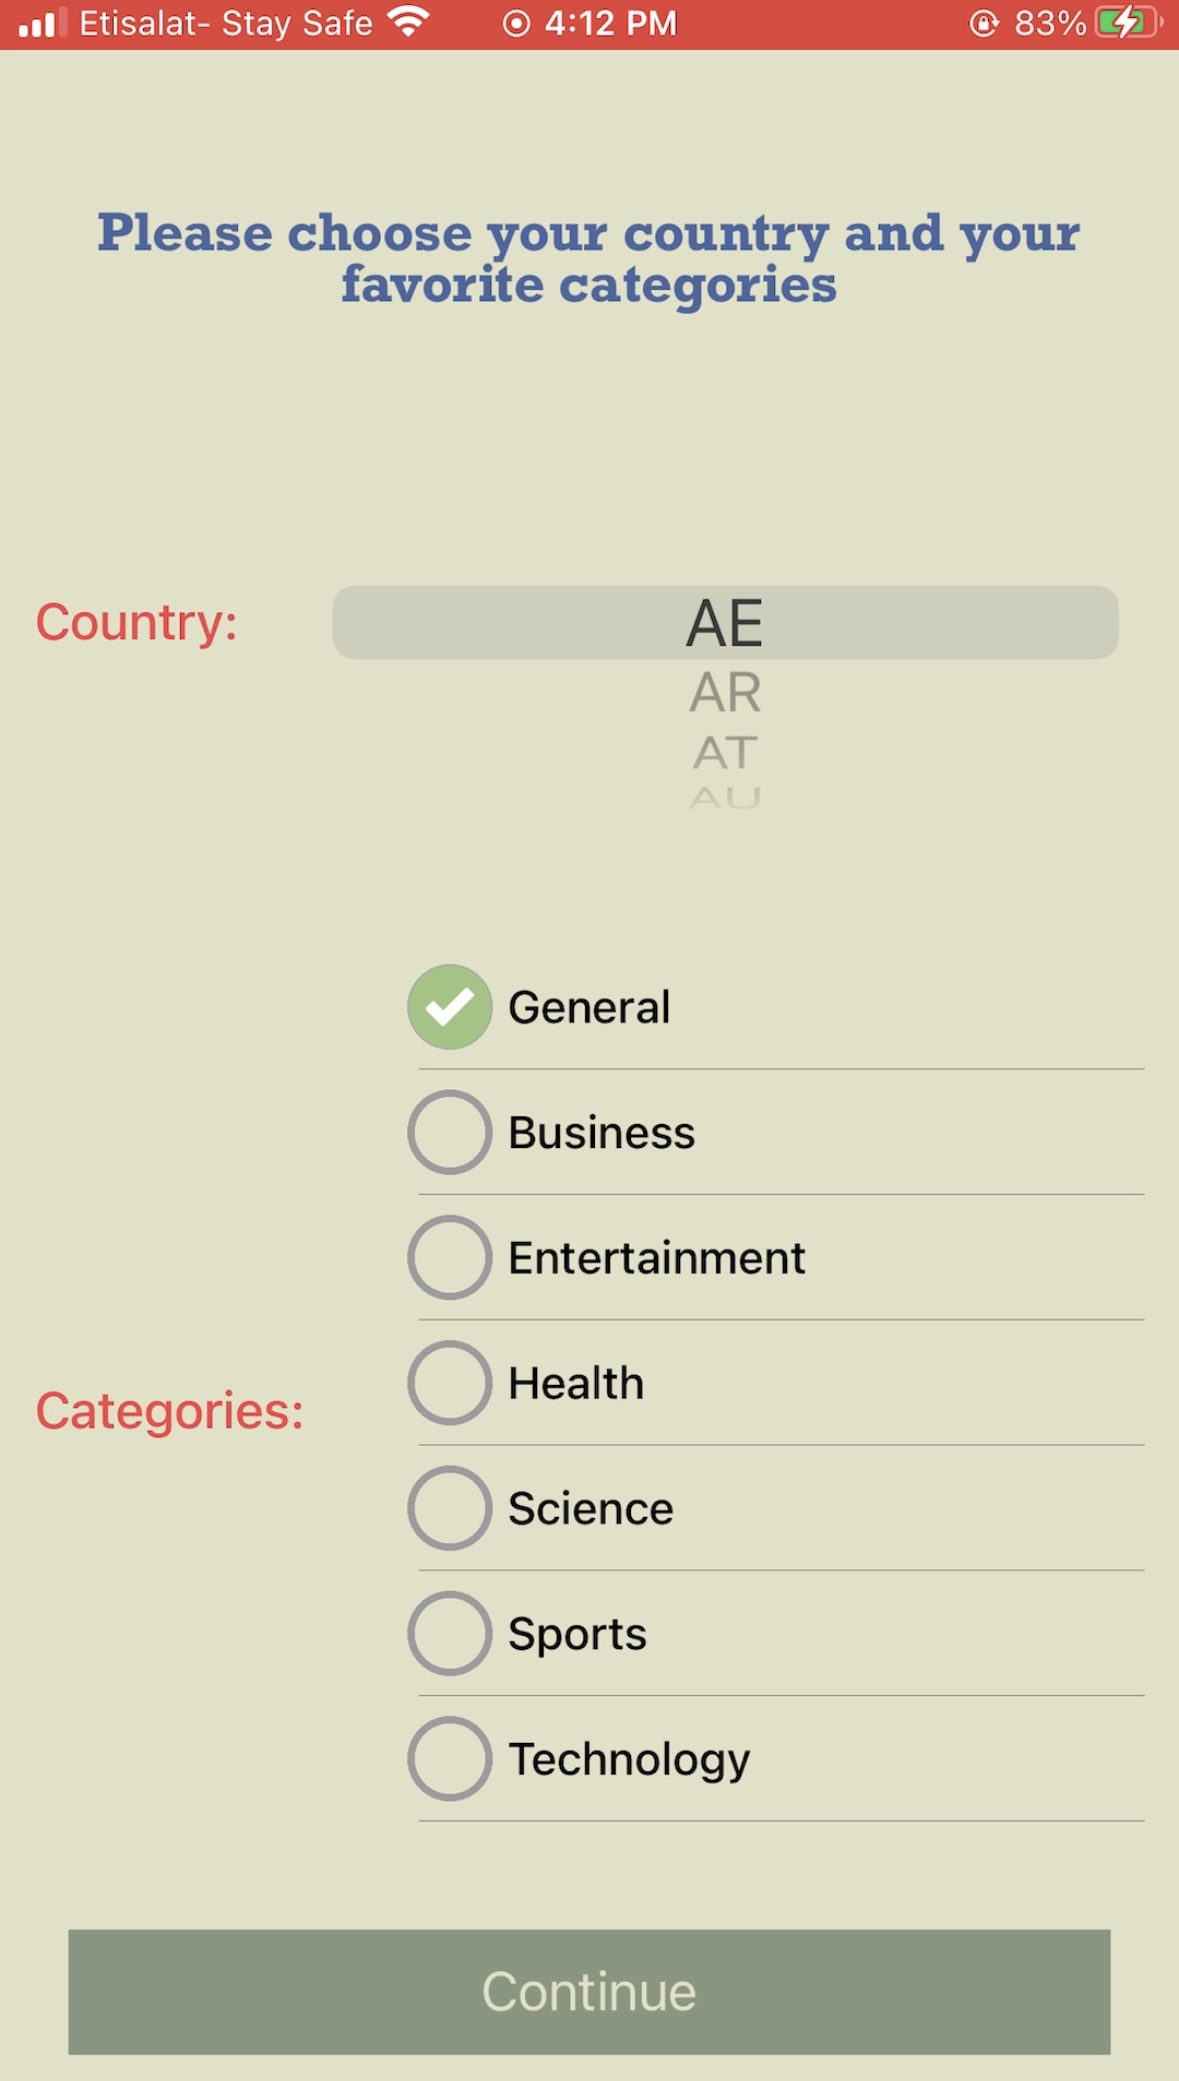 Etisalat- Stay Safe 4:12 PM 83%
Please choose your country and your
favorite categories
Country:
AE
AR
AT
AU
General
Business
Entertainment
Health
Categories:
Science
Sports
Technology
Continue